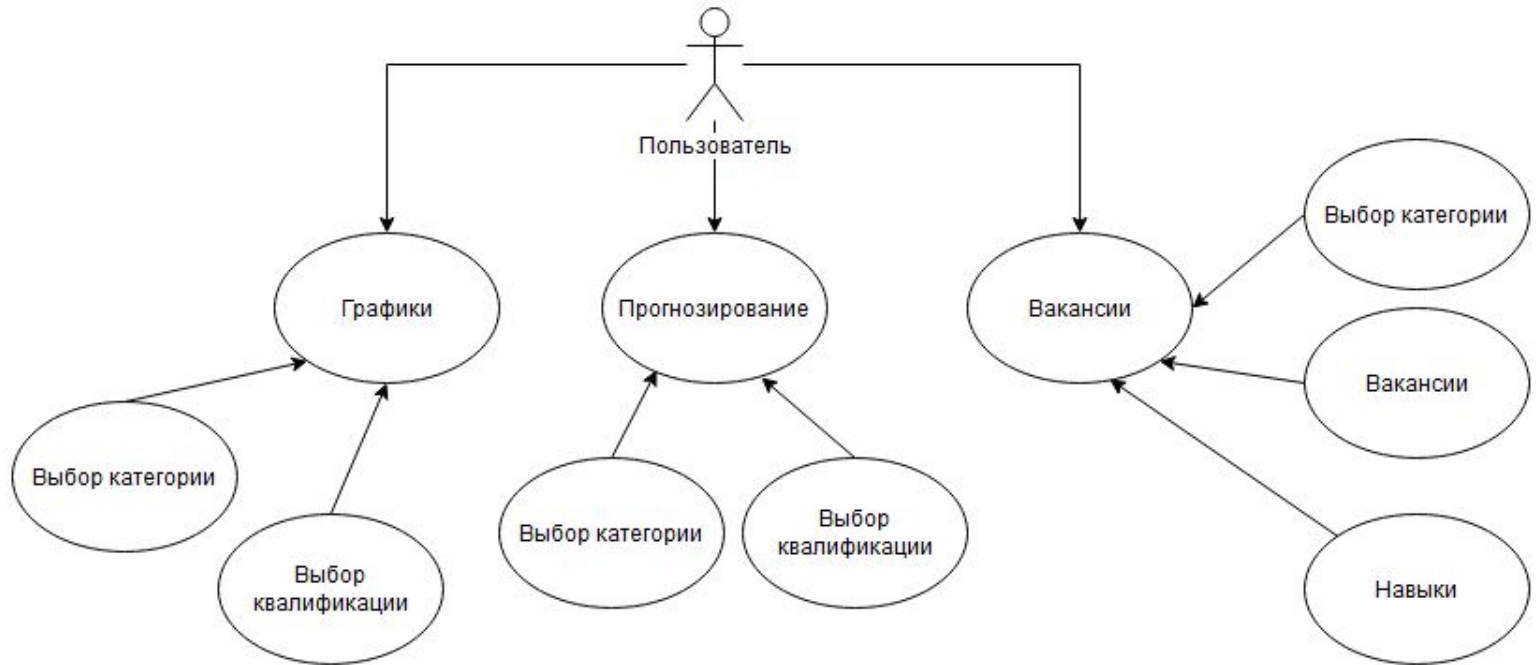 Пользователь
Графики
Прогнозирование
Вакансии
Выбор категории
Вакансии
Навыки
Выбор категории
Выбор
квалификации
Выбор категории
Выбор
квалификации